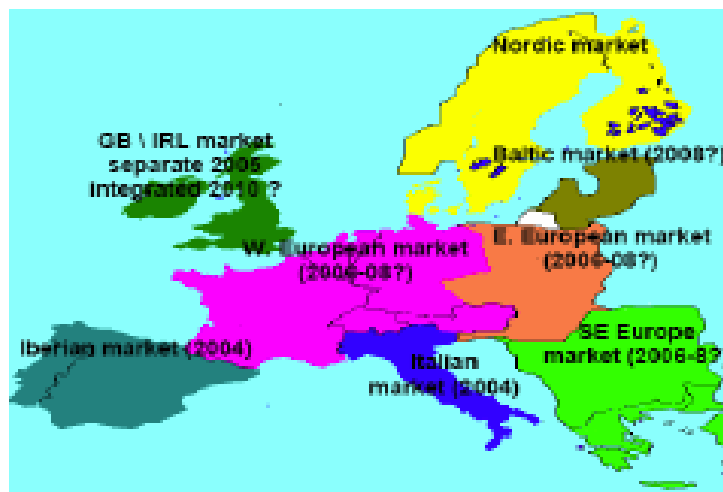 Nordic market
GB \ IRL market
separate 2005
integrated 2010 ?
Baltic market (2008?)
W. European market
(2006-08?)
E. European market
(2006-08?)
Iberian market (2004)
Italian
market (2004)
SE Europe
market (2006-8?